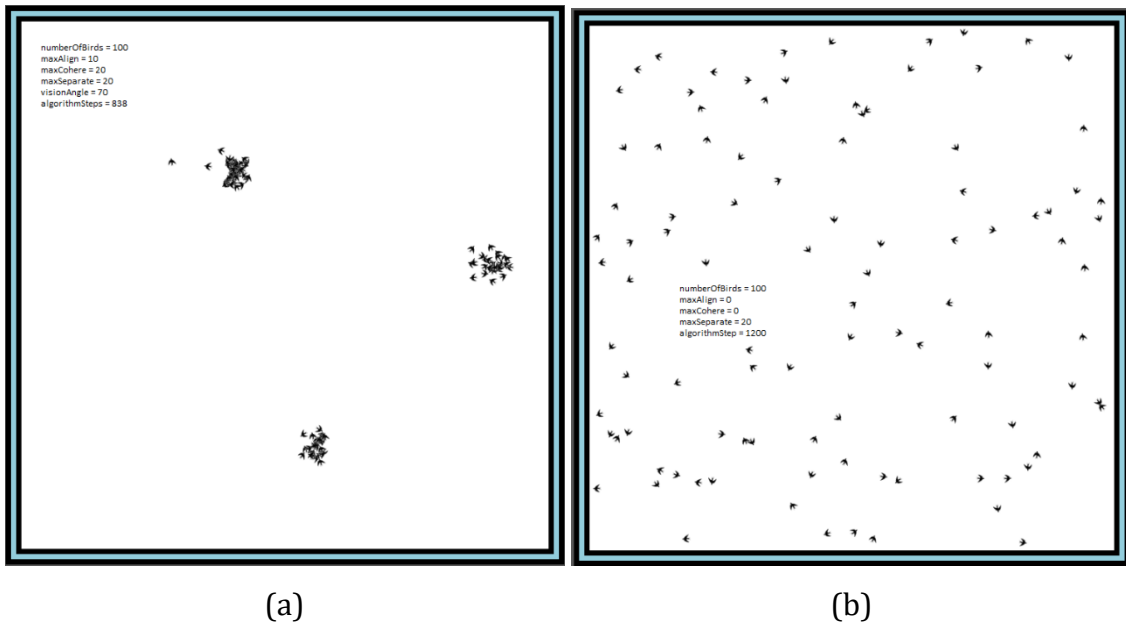 numberOfBirds = 100
maxAlign = 10
maxCohere = 20
maxSeparate = 20
visionAngle = 70
algorithmSteps = 838
numberOfBirds = 100
maxAlign = 0
maxCohere = 0
maxSeparate = 20
algorithmStep = 1200
(a)
(b)